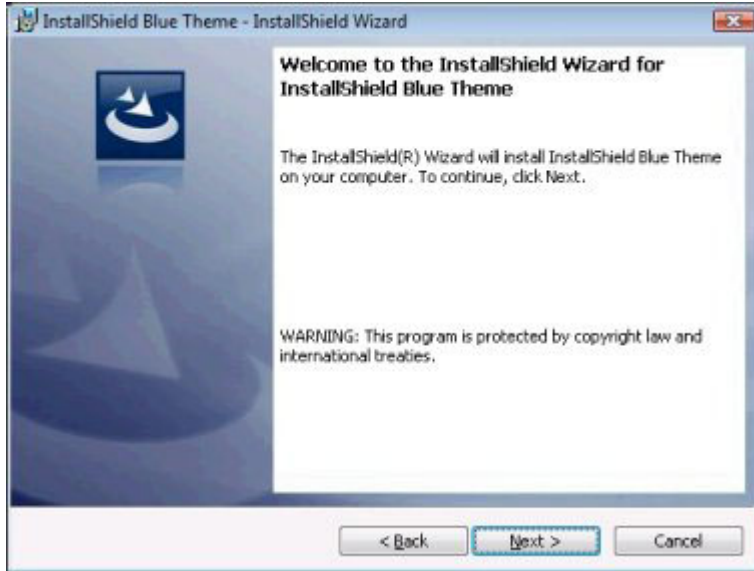 InstallShield Blue Theme - InstallShield Wizard
Welcome to the InstallShield Wizard for
InstallShield Blue Theme
The InstallShield(R) Wizard will install InstallShield Blue Theme
on your computer. To continue, click Next.
WARNING: This program is protected by copyright law and
international treaties.
< Back Next > Cancel